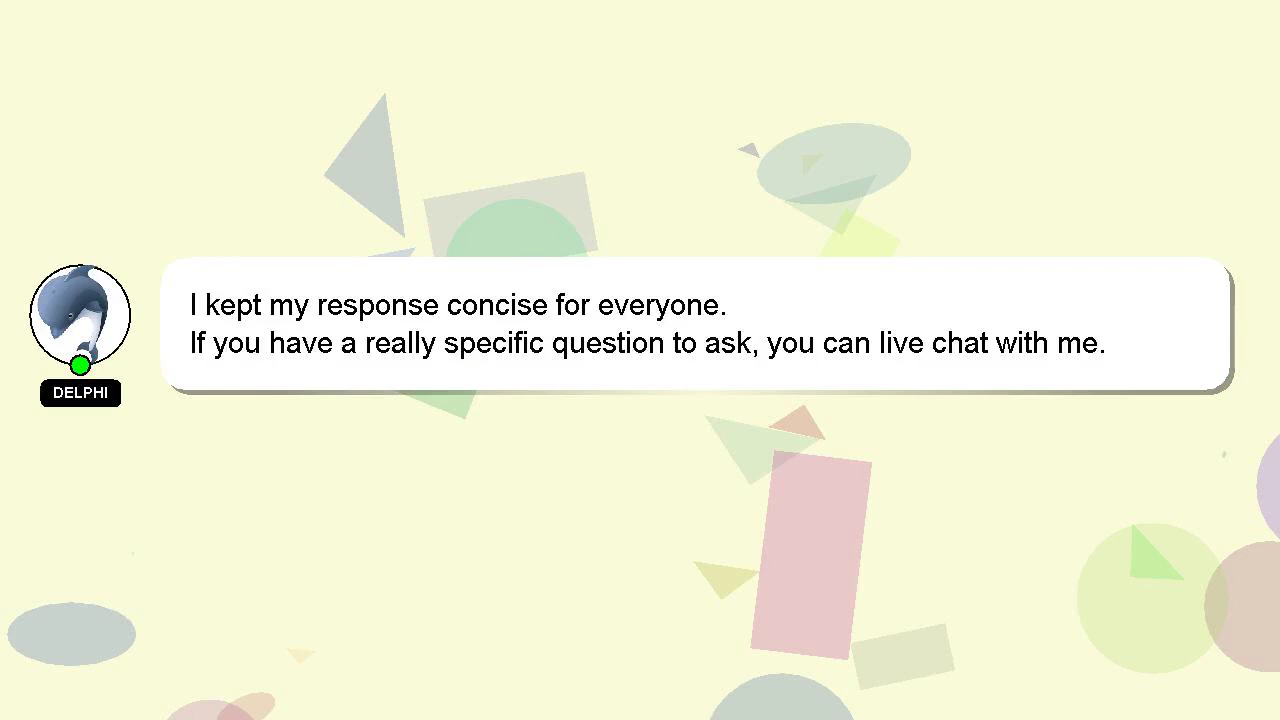 I kept my response concise for everyone.
If you have a really specific question to ask, you can live chat with me.
DELPHI